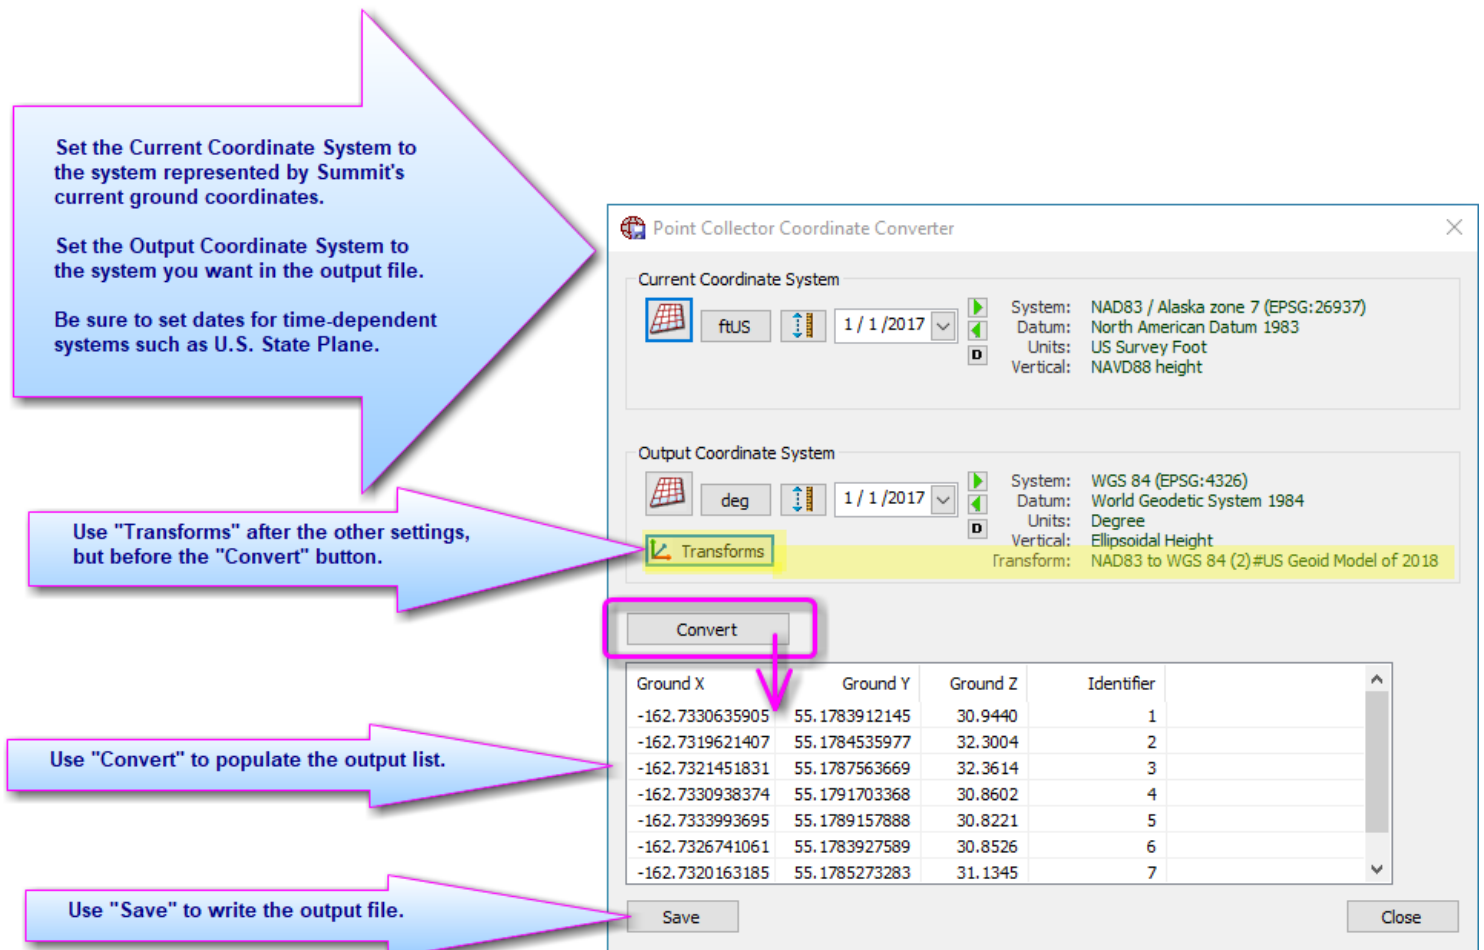 Set the Current Coordinate System to
the system represented by Summit's
current ground coordinates.
Set the Output Coordinate System to
the system you want in the output file.
Be sure to set dates for time-dependent
systems such as U.S. State Plane.
Use "Transforms" after the other settings,
but before the "Convert" button.
Use "Convert" to populate the output list.
Use "Save" to write the output file.
Point Collector Coordinate Converter
Current Coordinate System
ftUS
1 / 1 /2017
D
System: NAD83 / Alaska zone 7 (EPSG:26937)
Datum: North American Datum 1983
Units: US Survey Foot
Vertical: NAVD88 height
Output Coordinate System
deg
1 / 1 /2017
D
System: WGS 84 (EPSG:4326)
Datum: World Geodetic System 1984
Units: Degree
Vertical: Ellipsoidal Height
Transforms
Transform: NAD83 to WGS 84 (2)#US Geoid Model of 2018
Convert
Ground X Ground Y Ground Z Identifier
-162.7330635905 55.1783912145 30.9440 1
-162.7319621407 55.1784535977 32.3004 2
-162.7321451831 55.1787563669 32.3614 3
-162.7330938374 55.1791703368 30.8602 4
-162.7333993695 55.1789157888 30.8221 5
-162.7326741061 55.1783927589 30.8526 6
-162.7320163185 55.1785273283 31.1345 7
Save
Close